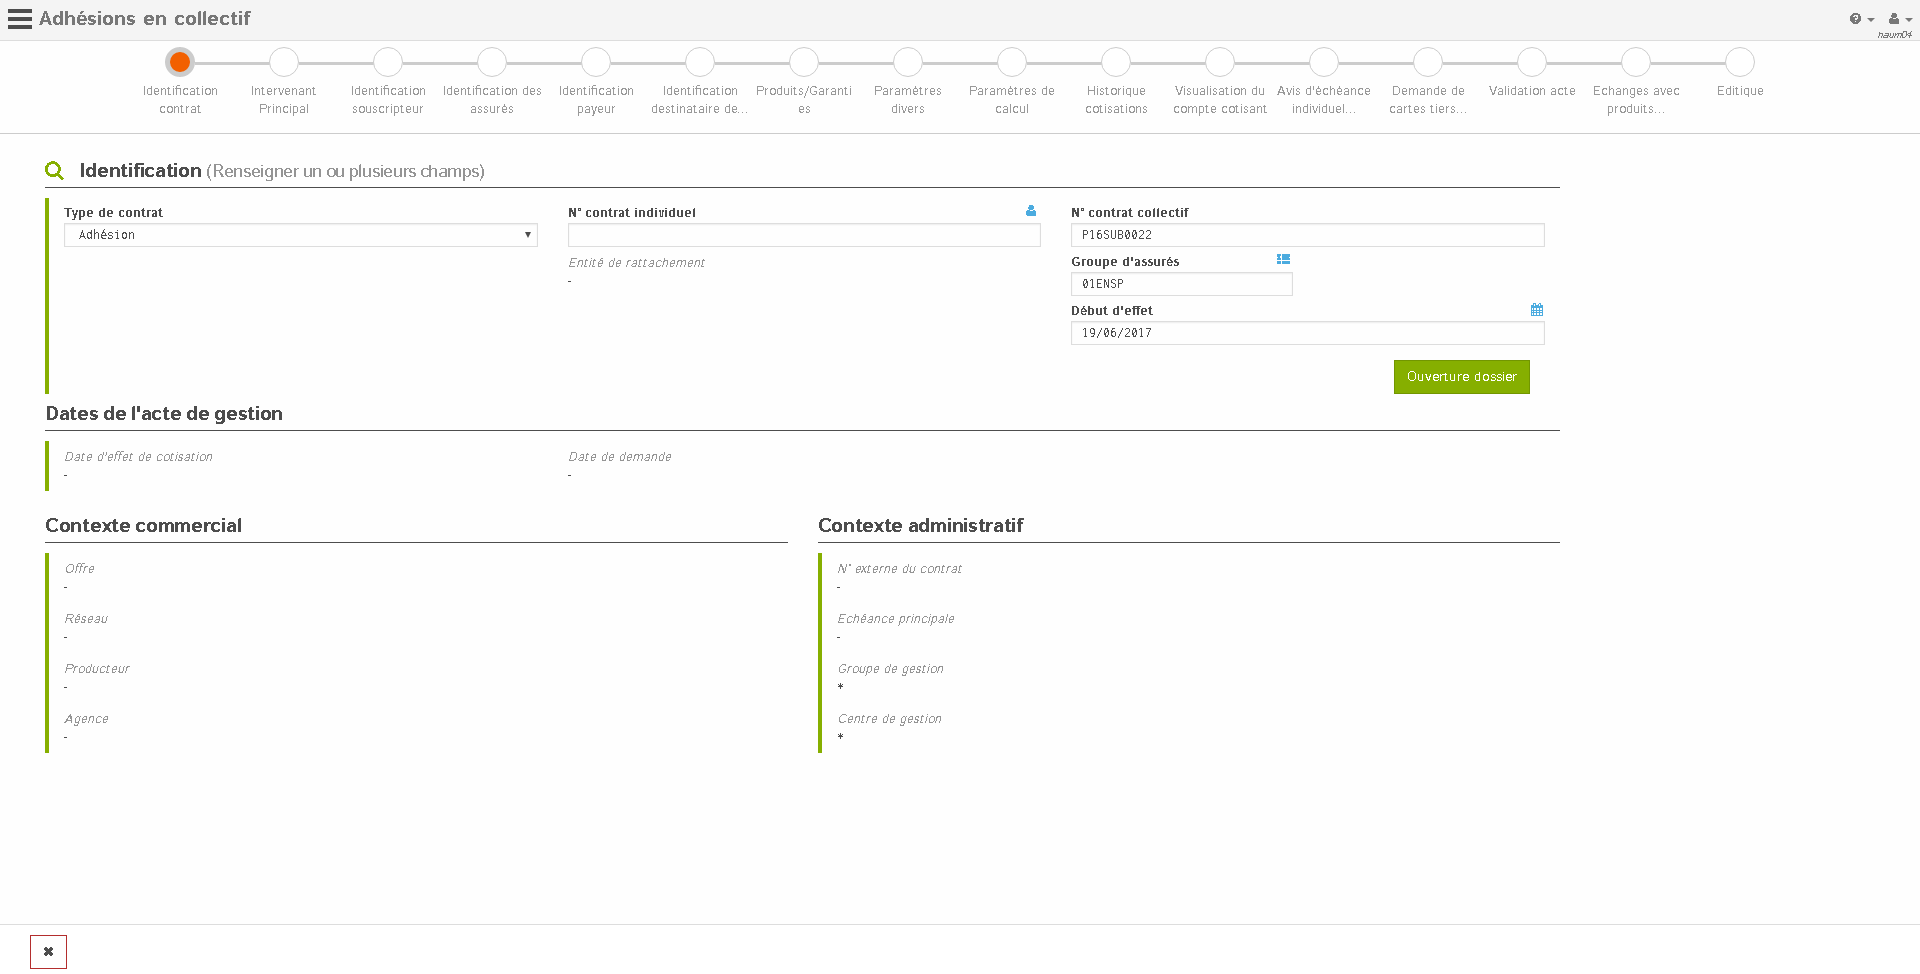 Adhésions en collectif
haum04
Identification contrat
Intervenant Principal
Identification souscripteur
Identification des assurés
Identification payeur
Identification destinataire de...
Produits/Garanti es
Paramètres divers
Paramètres de calcul
Historique cotisations
Visualisation du compte cotisant
Avis d'échéance individuel...
Demande de cartes tiers...
Validation acte
Echanges avec produits...
Editique
Identification (Renseigner un ou plusieurs champs)
Type de contrat
Adhésion
N° contrat individuel
Entité de rattachement
-
N° contrat collectif
P16SUB0022
Groupe d'assurés
01ENSP
Début d'effet
19/06/2017
Ouverture dossier
Dates de l'acte de gestion
Date d'effet de cotisation
-
Date de demande
-
Contexte commercial
Offre
-
Réseau
-
Producteur
-
Agence
-
Contexte administratif
N° externe du contrat
-
Echéance principale
-
Groupe de gestion
*
Centre de gestion
*